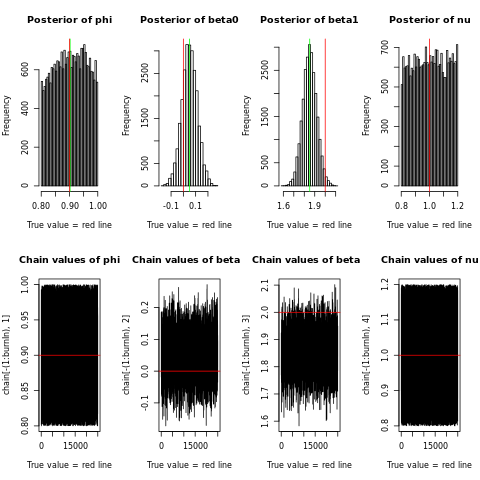 Posterior of phi
Posterior of beta0
Posterior of beta1
Posterior of nu
Frequency
0 200 400 600
0.80 0.90 1.00
True value = red line
Frequency
0 500 1500 3500
-0.1 0.1
True value = red line
Frequency
0 500 1500 3500
1.6 1.9
True value = red line
Frequency
0 100 300 500 700
0.8 1.0 1.2
True value = red line
Chain values of phi
Chain values of beta
Chain values of beta
Chain values of nu
chain[-(1:burnIn), 1]
0.80 0.85 0.90 0.95 1.00
0 15000
True value = red line
chain[-(1:burnIn), 2]
-0.1 0.0 0.1 0.2
0 15000
True value = red line
chain[-(1:burnIn), 3]
1.6 1.7 1.8 1.9 2.0 2.1
0 15000
True value = red line
chain[-(1:burnIn), 4]
0.8 0.9 1.0 1.1 1.2
0 15000
True value = red line